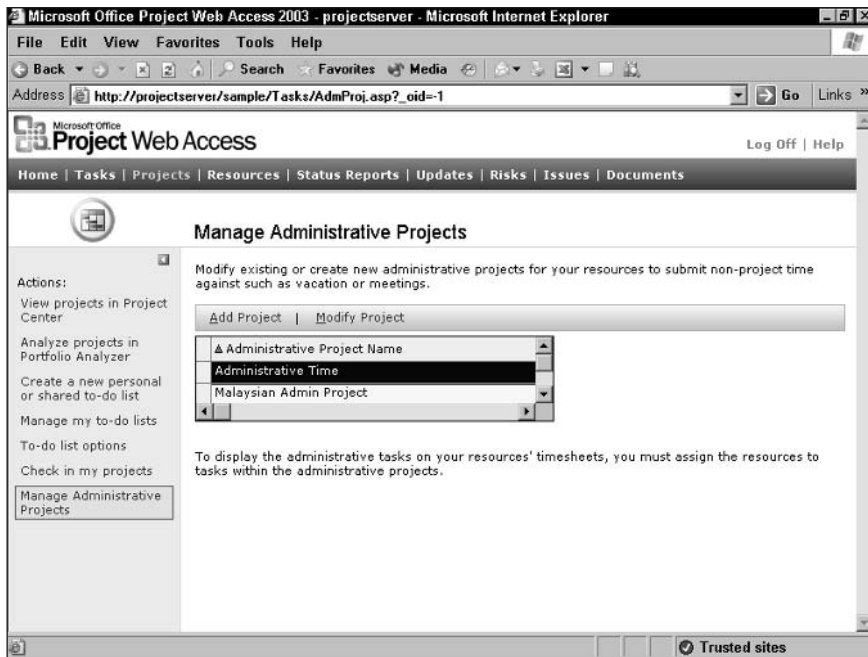 Microsoft Office Project Web Access 2003 - projectserver - Microsoft Internet Explorer
File Edit View Favorites Tools Help
Back Search Favorites Media
Address http://projectserver/sample/Tasks/AdmProj.asp?_oid=-1 Go Links »
Microsoft Office
Project Web Access
Log Off | Help
Home | Tasks | Projects | Resources | Status Reports | Updates | Risks | Issues | Documents
Manage Administrative Projects
Actions:
View projects in Project
Center
Analyze projects in
Portfolio Analyzer
Create a new personal
or shared to-do list
Manage my to-do lists
To-do list options
Check in my projects
Manage Administrative
Projects
Modify existing or create new administrative projects for your resources to submit non-project time
against such as vacation or meetings.
Add Project | Modify Project
Administrative Project Name
Administrative Time
Malaysian Admin Project
To display the administrative tasks on your resources' timesheets, you must assign the resources to
tasks within the administrative projects.
Trusted sites